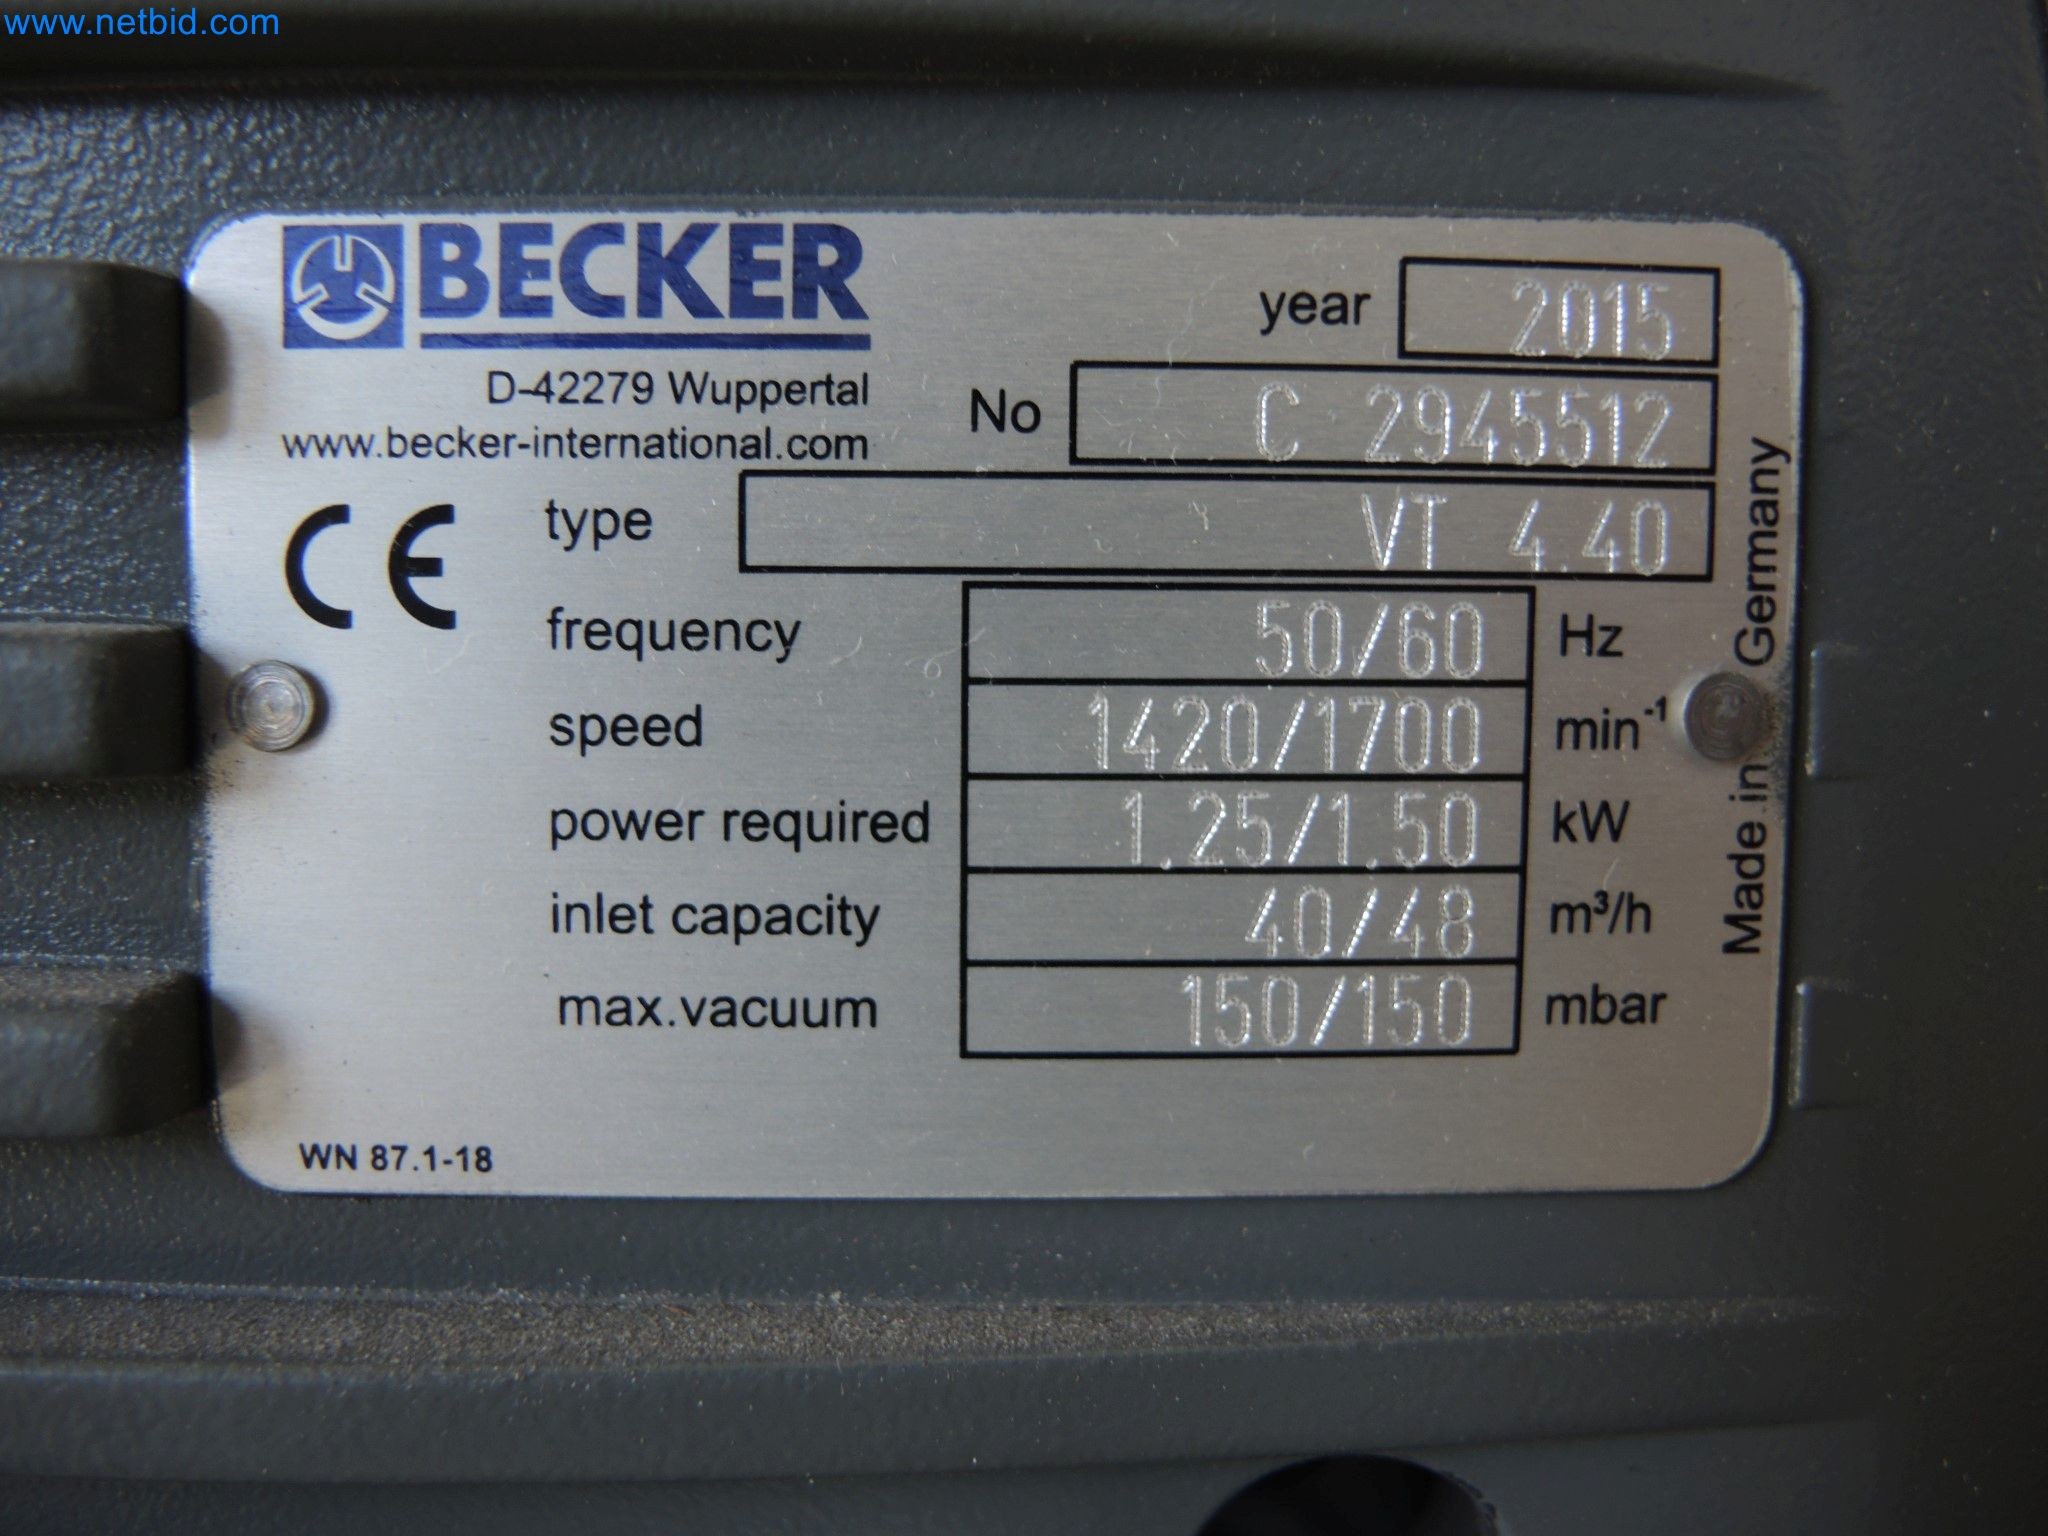 www.netbid.com
BECKER
D-42279 Wuppertal
www.becker-international.com
year 2015
No C 2945512
CE
type VT 4.40
frequency 50/60 Hz
speed 1420/1700 min⁻¹
power required 1.25/1.50 kW
inlet capacity 40/48 m³/h
max.vacuum 150/150 mbar
Made in Germany
WN 87.1-18